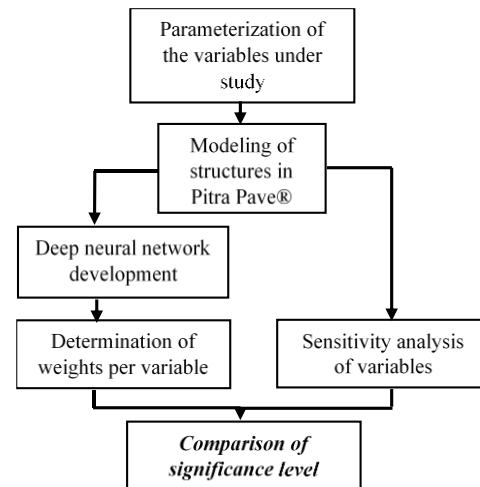 Parameterization of
the variables under
study
Modeling of
structures in
Pitra Pave®
Deep neural network
development
Determination of
weights per variable
Sensitivity analysis
of variables
Comparison of
significance level